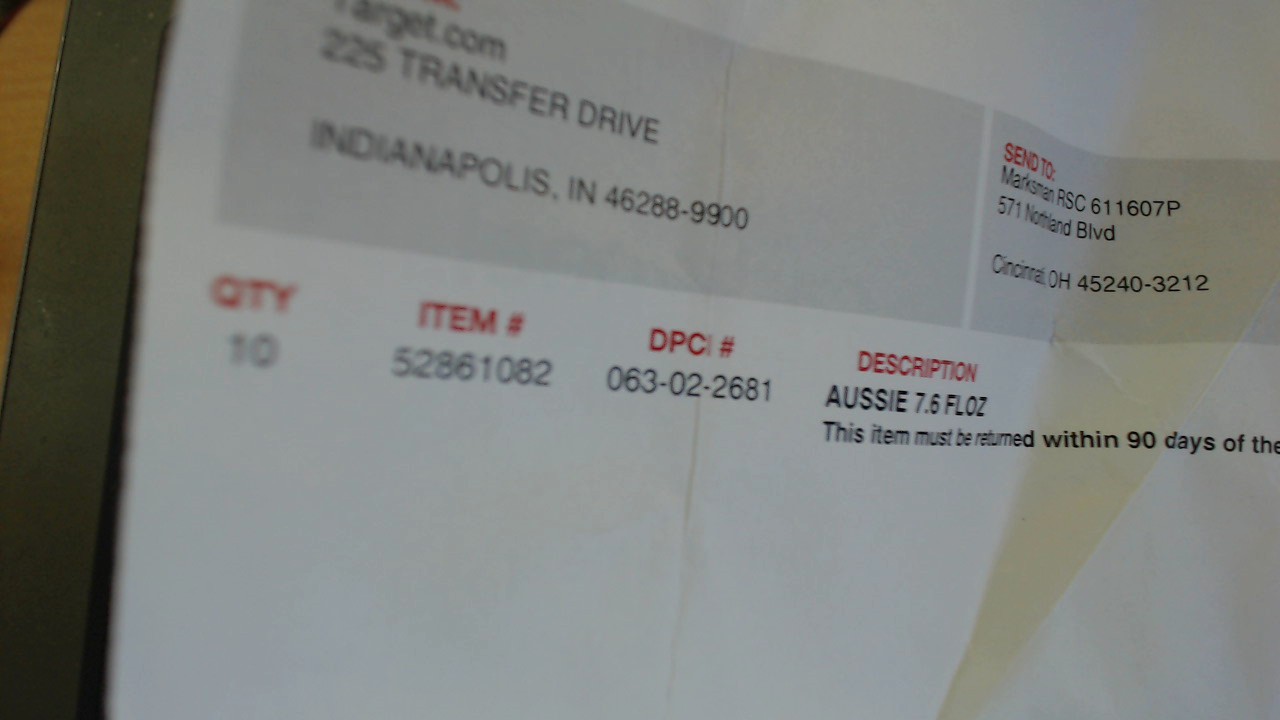 Target.com
225 TRANSFER DRIVE
INDIANAPOLIS, IN 46288-9900
SEND TO:
Marksman RSC 611607P
571 Northland Blvd
Cincinnati, OH 45240-3212
QTY ITEM # DPCI # DESCRIPTION
10 52861082 063-02-2681 AUSSIE 7.6 FLOZ
This item must be returned within 90 days of the